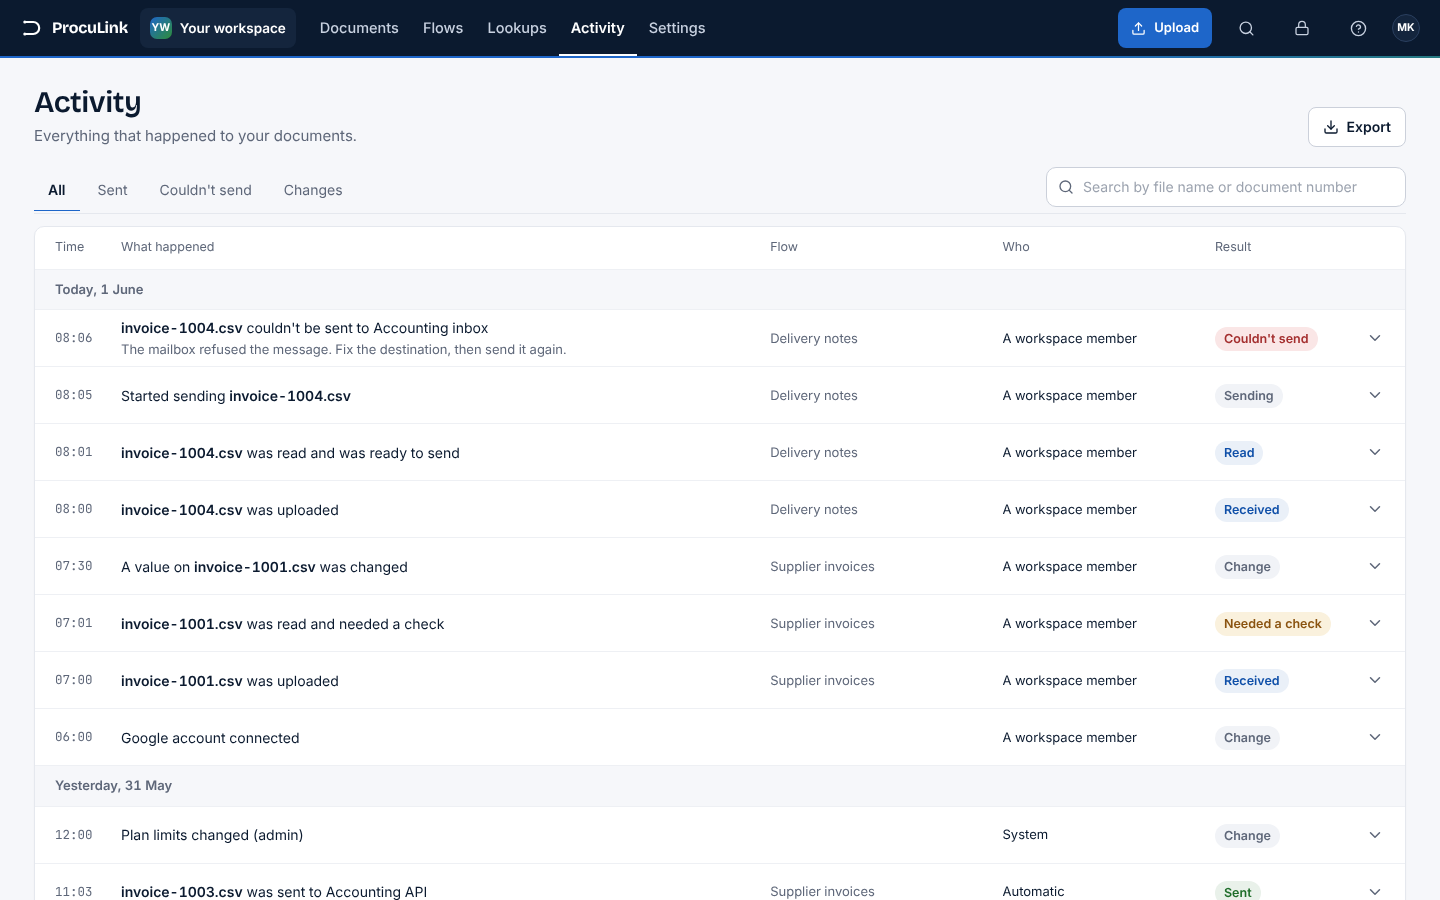 ProcuLink YW Your workspace Documents Flows Lookups Activity Settings Upload MK
Activity
Everything that happened to your documents.
Export
All Sent Couldn't send Changes Search by file name or document number
Time What happened Flow Who Result
Today, 1 June
08:06 invoice-1004.csv couldn't be sent to Accounting inbox Delivery notes A workspace member Couldn't send
The mailbox refused the message. Fix the destination, then send it again.
08:05 Started sending invoice-1004.csv Delivery notes A workspace member Sending
08:01 invoice-1004.csv was read and was ready to send Delivery notes A workspace member Read
08:00 invoice-1004.csv was uploaded Delivery notes A workspace member Received
07:30 A value on invoice-1001.csv was changed Supplier invoices A workspace member Change
07:01 invoice-1001.csv was read and needed a check Supplier invoices A workspace member Needed a check
07:00 invoice-1001.csv was uploaded Supplier invoices A workspace member Received
06:00 Google account connected A workspace member Change
Yesterday, 31 May
12:00 Plan limits changed (admin) System Change
11:03 invoice-1003.csv was sent to Accounting API Supplier invoices Automatic Sent